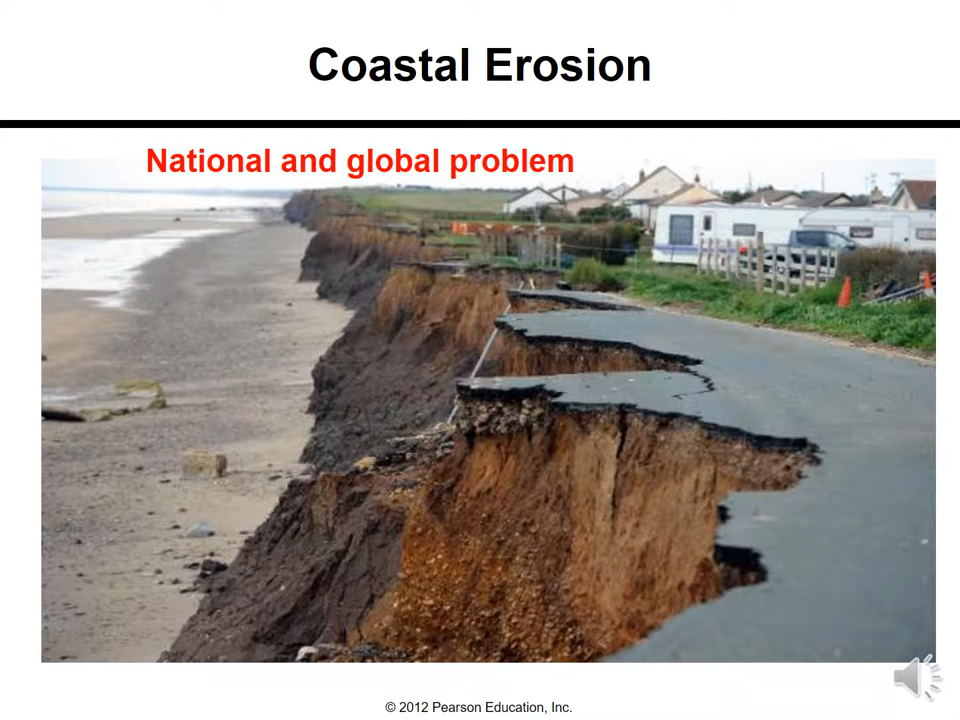 Coastal Erosion
National and global problem
© 2012 Pearson Education, Inc.